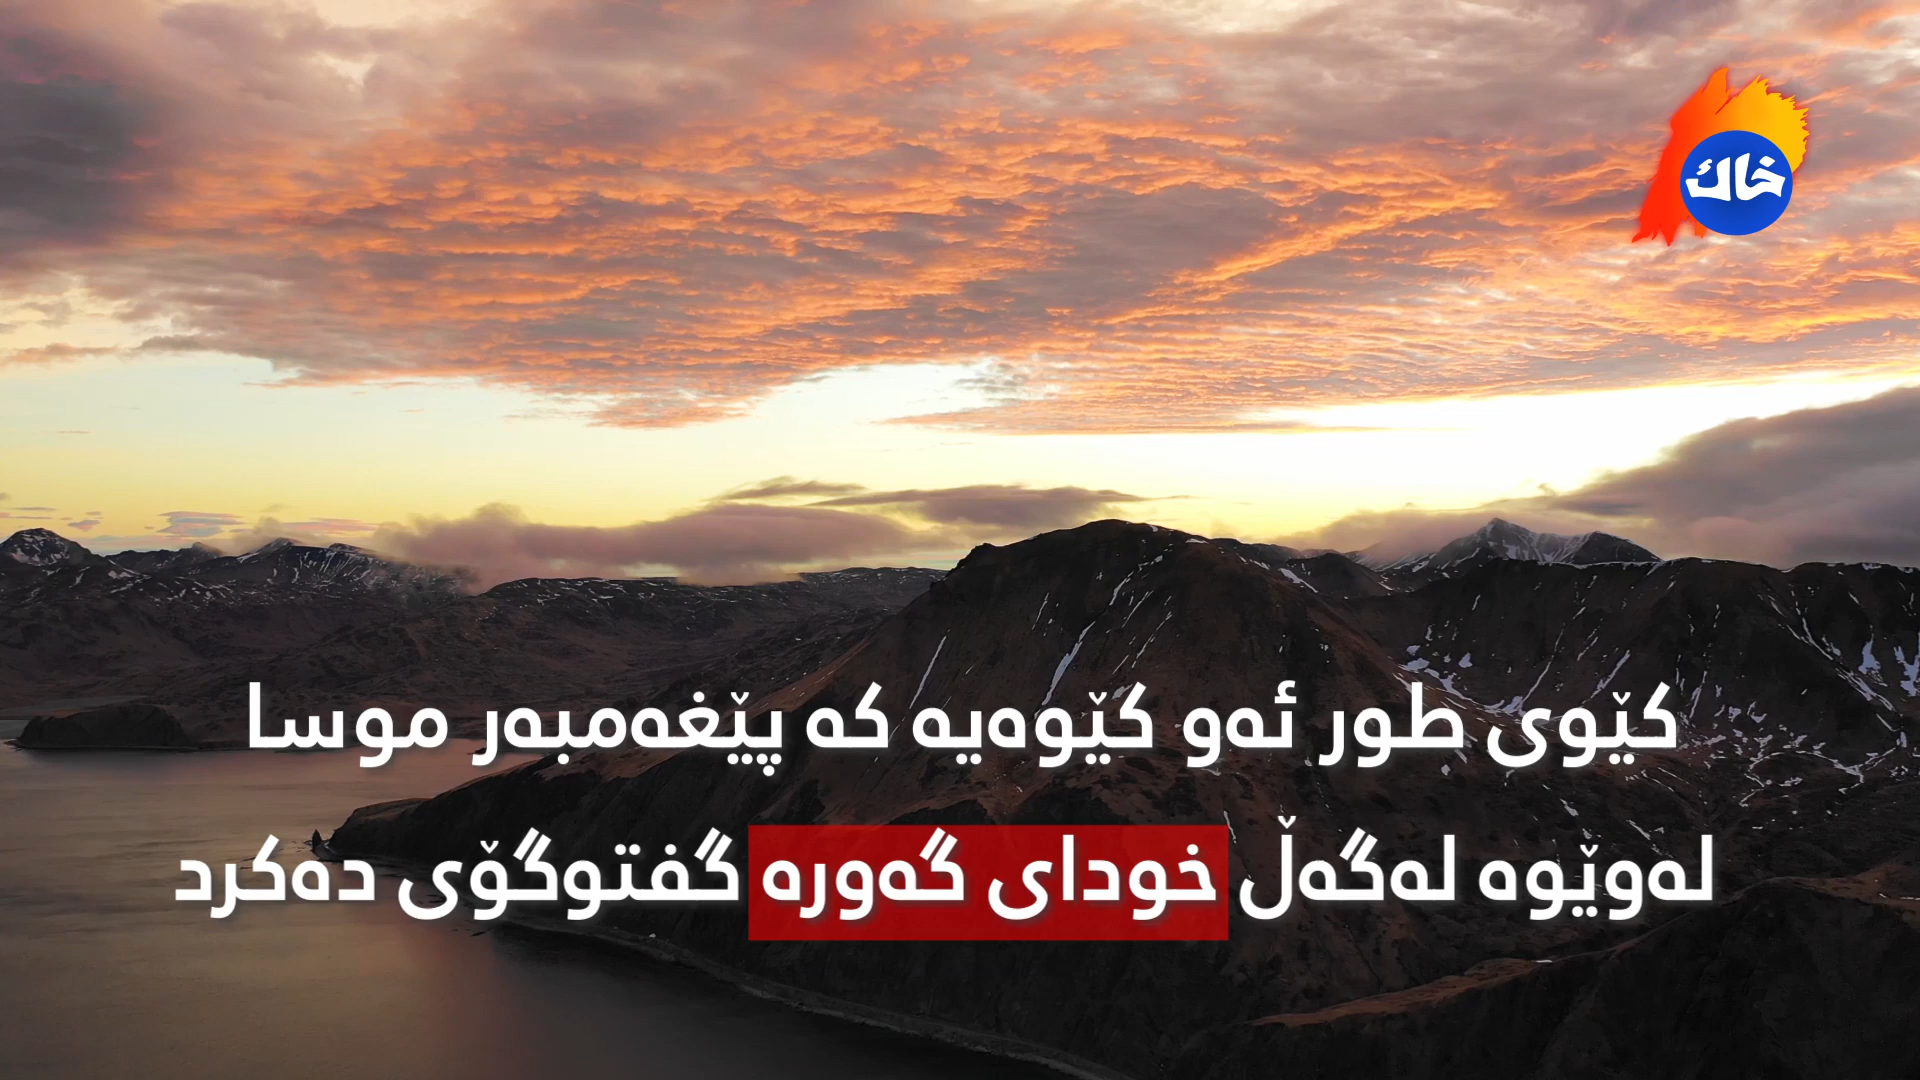 خاك
کێوی طور ئەو کێوەیە کە پێغەمبەر موسا
لەوێوە لەگەڵ خودای گەورە گفتوگۆی دەکرد